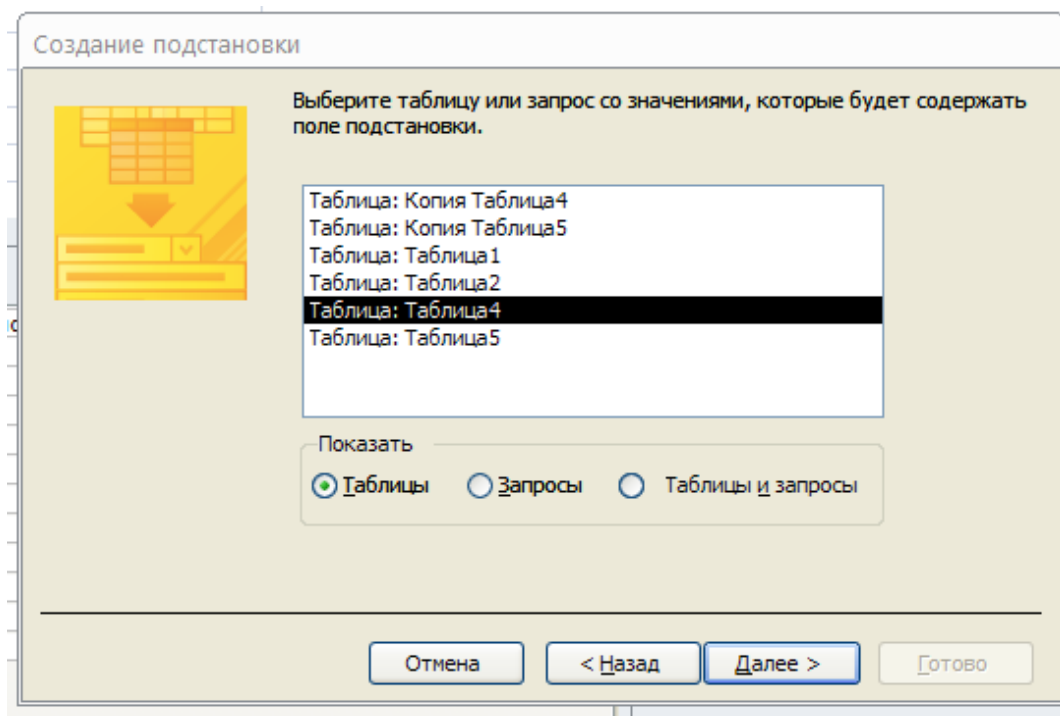 Создание подстановки
Выберите таблицу или запрос со значениями, которые будет содержать
поле подстановки.
Таблица: Копия Таблица4
Таблица: Копия Таблица5
Таблица: Таблица1
Таблица: Таблица2
Таблица: Таблица4
Таблица: Таблица5
Показать
Таблицы Запросы Таблицы и запросы
Отмена < Назад Далее > Готово